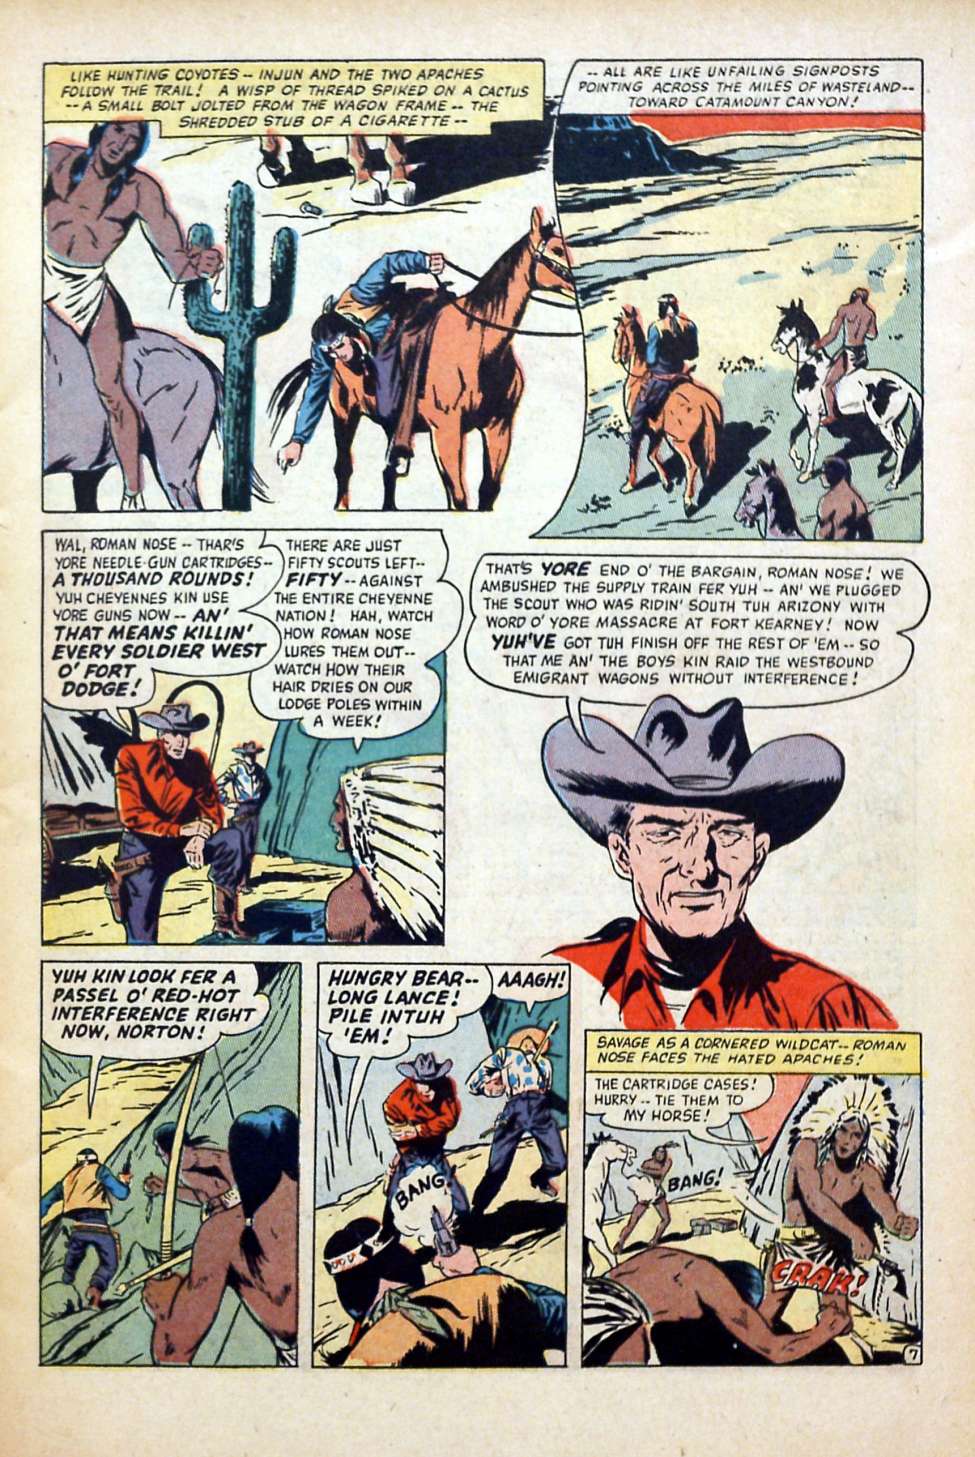 LIKE HUNTING COYOTES -- INJUN AND THE TWO APACHES
FOLLOW THE TRAIL! A WISP OF THREAD SPIKED ON A CACTUS
-- A SMALL BOLT JOLTED FROM THE WAGON FRAME -- THE
SHREDDED STUB OF A CIGARETTE --
-- ALL ARE LIKE UNFAILING SIGNPOSTS
POINTING ACROSS THE MILES OF WASTELAND--
TOWARD CATAMOUNT CANYON!
WAL, ROMAN NOSE -- THAR'S
YORE NEEDLE-GUN CARTRIDGES--
A THOUSAND ROUNDS!
YUH CHEYENNES KIN USE
YORE GUNS NOW -- AN'
THAT MEANS KILLIN'
EVERY SOLDIER WEST
O' FORT
DODGE!
THERE ARE JUST
FIFTY SCOUTS LEFT--
FIFTY -- AGAINST
THE ENTIRE CHEYENNE
NATION! HAH, WATCH
HOW ROMAN NOSE
LURES THEM OUT--
WATCH HOW THEIR
HAIR DRIES ON OUR
LODGE POLES WITHIN
A WEEK!
THAT'S YORE END O' THE BARGAIN, ROMAN NOSE! WE
AMBUSHED THE SUPPLY TRAIN FER YUH -- AN' WE PLUGGED
THE SCOUT WHO WAS RIDIN' SOUTH TUH ARIZONY WITH
WORD O' YORE MASSACRE AT FORT KEARNEY! NOW
YUH'VE GOT TUH FINISH OFF THE REST OF 'EM -- SO
THAT ME AN' THE BOYS KIN RAID THE WESTBOUND
EMIGRANT WAGONS WITHOUT INTERFERENCE!
YUH KIN LOOK FER A
PASSEL O' RED-HOT
INTERFERENCE RIGHT
NOW, NORTON!
HUNGRY BEAR--
LONG LANCE!
PILE INTUH
'EM!
AAAGH!
BANG!
SAVAGE AS A CORNERED WILDCAT-- ROMAN
NOSE FACES THE HATED APACHES!
THE CARTRIDGE CASES!
HURRY -- TIE THEM TO
MY HORSE!
BANG!
CRAK!
7